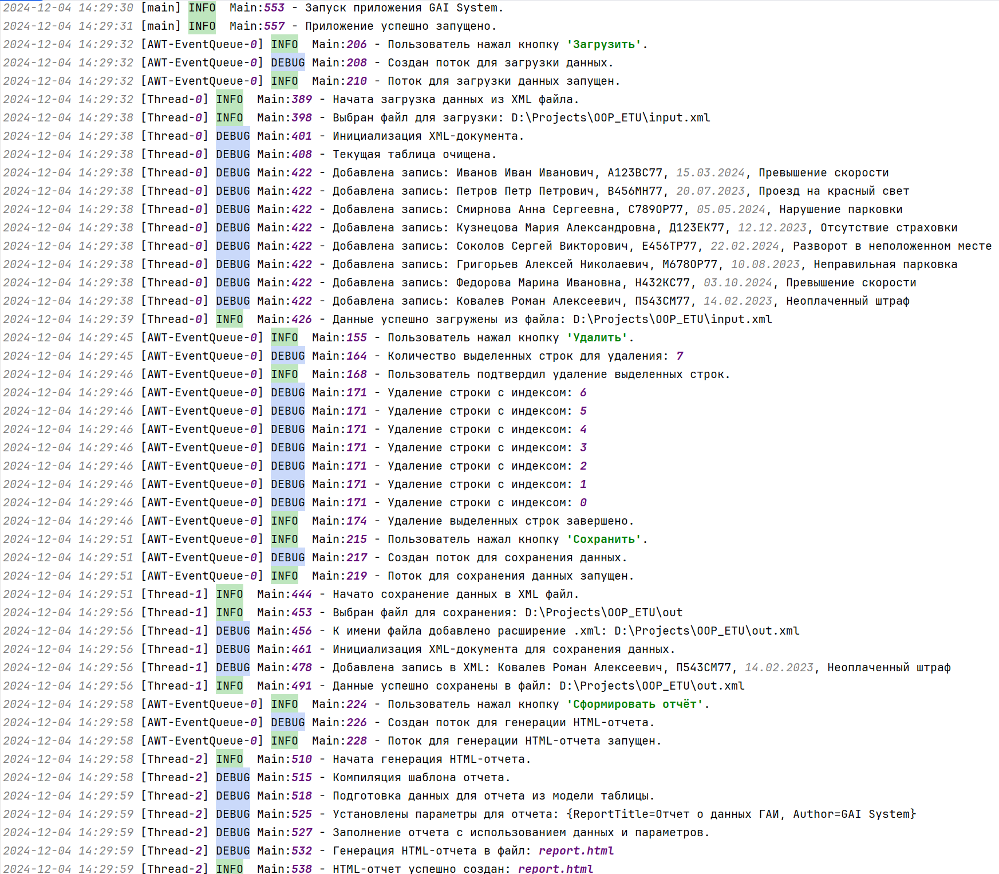 2024-12-04 14:29:30 [main] INFO  Main:553 - Запуск приложения GAI System.
2024-12-04 14:29:31 [main] INFO  Main:557 - Приложение успешно запущено.
2024-12-04 14:29:32 [AWT-EventQueue-0] INFO  Main:206 - Пользователь нажал кнопку 'Загрузить'.
2024-12-04 14:29:32 [AWT-EventQueue-0] DEBUG Main:208 - Создан поток для загрузки данных.
2024-12-04 14:29:32 [AWT-EventQueue-0] INFO  Main:210 - Поток для загрузки данных запущен.
2024-12-04 14:29:32 [Thread-0] INFO  Main:389 - Начата загрузка данных из XML файла.
2024-12-04 14:29:38 [Thread-0] INFO  Main:398 - Выбран файл для загрузки: D:\Projects\OOP_ETU\input.xml
2024-12-04 14:29:38 [Thread-0] DEBUG Main:401 - Инициализация XML-документа.
2024-12-04 14:29:38 [Thread-0] DEBUG Main:408 - Текущая таблица очищена.
2024-12-04 14:29:38 [Thread-0] DEBUG Main:422 - Добавлена запись: Иванов Иван Иванович, А123ВС77, 15.03.2024, Превышение скорости
2024-12-04 14:29:38 [Thread-0] DEBUG Main:422 - Добавлена запись: Петров Петр Петрович, В456МН77, 20.07.2023, Проезд на красный свет
2024-12-04 14:29:38 [Thread-0] DEBUG Main:422 - Добавлена запись: Смирнова Анна Сергеевна, С789ОР77, 05.05.2024, Нарушение парковки
2024-12-04 14:29:38 [Thread-0] DEBUG Main:422 - Добавлена запись: Кузнецова Мария Александровна, Д123ЕК77, 12.12.2023, Отсутствие страховки
2024-12-04 14:29:38 [Thread-0] DEBUG Main:422 - Добавлена запись: Соколов Сергей Викторович, Е456ТР77, 22.02.2024, Разворот в неположенном месте
2024-12-04 14:29:38 [Thread-0] DEBUG Main:422 - Добавлена запись: Григорьев Алексей Николаевич, М678ОР77, 10.08.2023, Неправильная парковка
2024-12-04 14:29:38 [Thread-0] DEBUG Main:422 - Добавлена запись: Федорова Марина Ивановна, Н432КС77, 03.10.2024, Превышение скорости
2024-12-04 14:29:38 [Thread-0] DEBUG Main:422 - Добавлена запись: Ковалев Роман Алексеевич, П543СМ77, 14.02.2023, Неоплаченный штраф
2024-12-04 14:29:39 [Thread-0] INFO  Main:426 - Данные успешно загружены из файла: D:\Projects\OOP_ETU\input.xml
2024-12-04 14:29:45 [AWT-EventQueue-0] INFO  Main:155 - Пользователь нажал кнопку 'Удалить'.
2024-12-04 14:29:45 [AWT-EventQueue-0] DEBUG Main:164 - Количество выделенных строк для удаления: 7
2024-12-04 14:29:46 [AWT-EventQueue-0] INFO  Main:168 - Пользователь подтвердил удаление выделенных строк.
2024-12-04 14:29:46 [AWT-EventQueue-0] DEBUG Main:171 - Удаление строки с индексом: 6
2024-12-04 14:29:46 [AWT-EventQueue-0] DEBUG Main:171 - Удаление строки с индексом: 5
2024-12-04 14:29:46 [AWT-EventQueue-0] DEBUG Main:171 - Удаление строки с индексом: 4
2024-12-04 14:29:46 [AWT-EventQueue-0] DEBUG Main:171 - Удаление строки с индексом: 3
2024-12-04 14:29:46 [AWT-EventQueue-0] DEBUG Main:171 - Удаление строки с индексом: 2
2024-12-04 14:29:46 [AWT-EventQueue-0] DEBUG Main:171 - Удаление строки с индексом: 1
2024-12-04 14:29:46 [AWT-EventQueue-0] DEBUG Main:171 - Удаление строки с индексом: 0
2024-12-04 14:29:46 [AWT-EventQueue-0] INFO  Main:174 - Удаление выделенных строк завершено.
2024-12-04 14:29:51 [AWT-EventQueue-0] INFO  Main:215 - Пользователь нажал кнопку 'Сохранить'.
2024-12-04 14:29:51 [AWT-EventQueue-0] DEBUG Main:217 - Создан поток для сохранения данных.
2024-12-04 14:29:51 [AWT-EventQueue-0] INFO  Main:219 - Поток для сохранения данных запущен.
2024-12-04 14:29:51 [Thread-1] INFO  Main:444 - Начато сохранение данных в XML файл.
2024-12-04 14:29:56 [Thread-1] INFO  Main:453 - Выбран файл для сохранения: D:\Projects\OOP_ETU\out
2024-12-04 14:29:56 [Thread-1] DEBUG Main:456 - К имени файла добавлено расширение .xml: D:\Projects\OOP_ETU\out.xml
2024-12-04 14:29:56 [Thread-1] DEBUG Main:461 - Инициализация XML-документа для сохранения данных.
2024-12-04 14:29:56 [Thread-1] DEBUG Main:478 - Добавлена запись в XML: Ковалев Роман Алексеевич, П543СМ77, 14.02.2023, Неоплаченный штраф
2024-12-04 14:29:56 [Thread-1] INFO  Main:491 - Данные успешно сохранены в файл: D:\Projects\OOP_ETU\out.xml
2024-12-04 14:29:58 [AWT-EventQueue-0] INFO  Main:224 - Пользователь нажал кнопку 'Сформировать отчёт'.
2024-12-04 14:29:58 [AWT-EventQueue-0] DEBUG Main:226 - Создан поток для генерации HTML-отчета.
2024-12-04 14:29:58 [AWT-EventQueue-0] INFO  Main:228 - Поток для генерации HTML-отчета запущен.
2024-12-04 14:29:58 [Thread-2] INFO  Main:510 - Начата генерация HTML-отчета.
2024-12-04 14:29:58 [Thread-2] DEBUG Main:515 - Компиляция шаблона отчета.
2024-12-04 14:29:59 [Thread-2] DEBUG Main:518 - Подготовка данных для отчета из модели таблицы.
2024-12-04 14:29:59 [Thread-2] DEBUG Main:525 - Установлены параметры для отчета: {ReportTitle=Отчет о данных ГАИ, Author=GAI System}
2024-12-04 14:29:59 [Thread-2] DEBUG Main:527 - Заполнение отчета с использованием данных и параметров.
2024-12-04 14:29:59 [Thread-2] DEBUG Main:532 - Генерация HTML-отчета в файл: report.html
2024-12-04 14:29:59 [Thread-2] INFO  Main:538 - HTML-отчет успешно создан: report.html